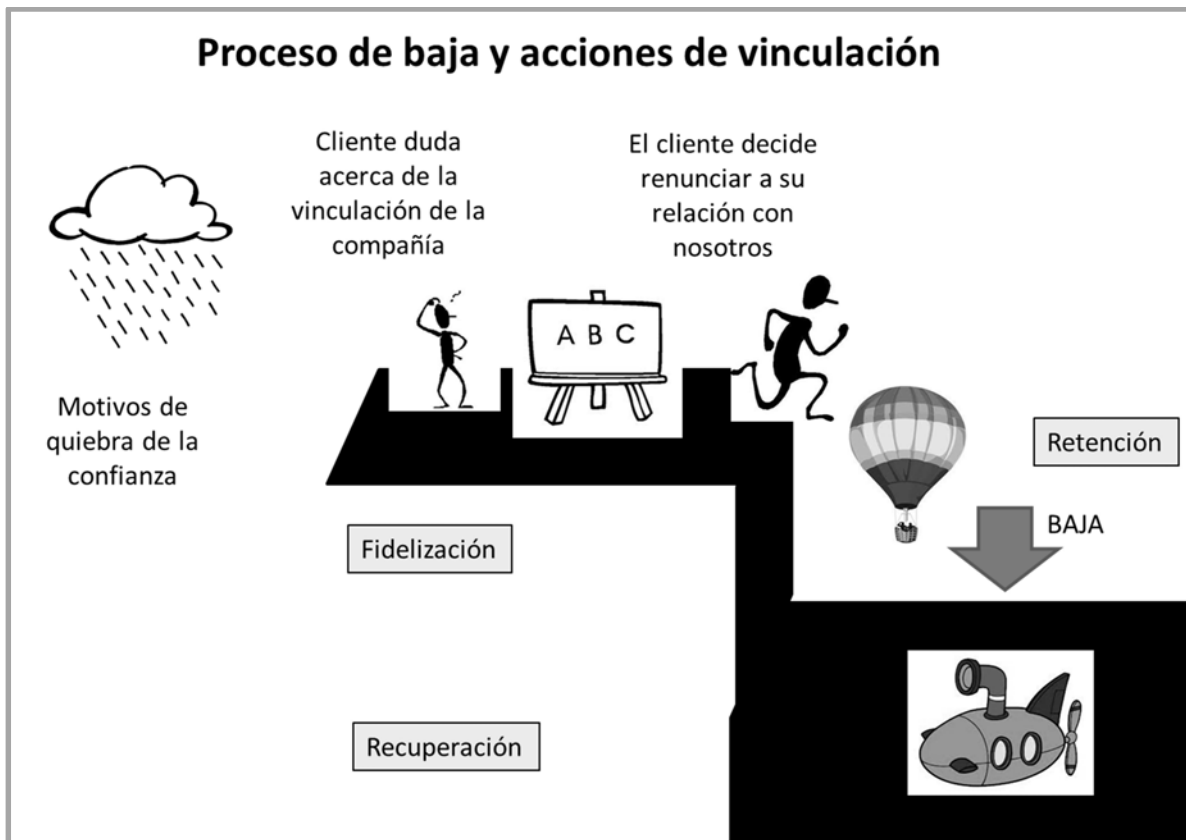 Proceso de baja y acciones de vinculación
Cliente duda
acerca de la
vinculación de la
compañía
El cliente decide
renunciar a su
relación con
nosotros
A B C
Motivos de
quiebra de la
confianza
Retención
BAJA
Fidelización
Recuperación